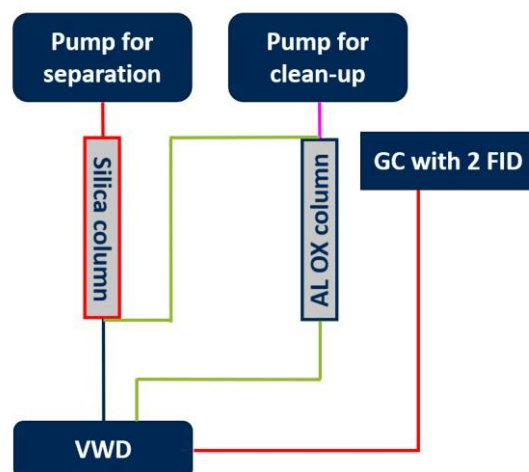 Pump for
separation
Pump for
clean-up
Silica column
AL OX column
GC with 2 FID
VWD